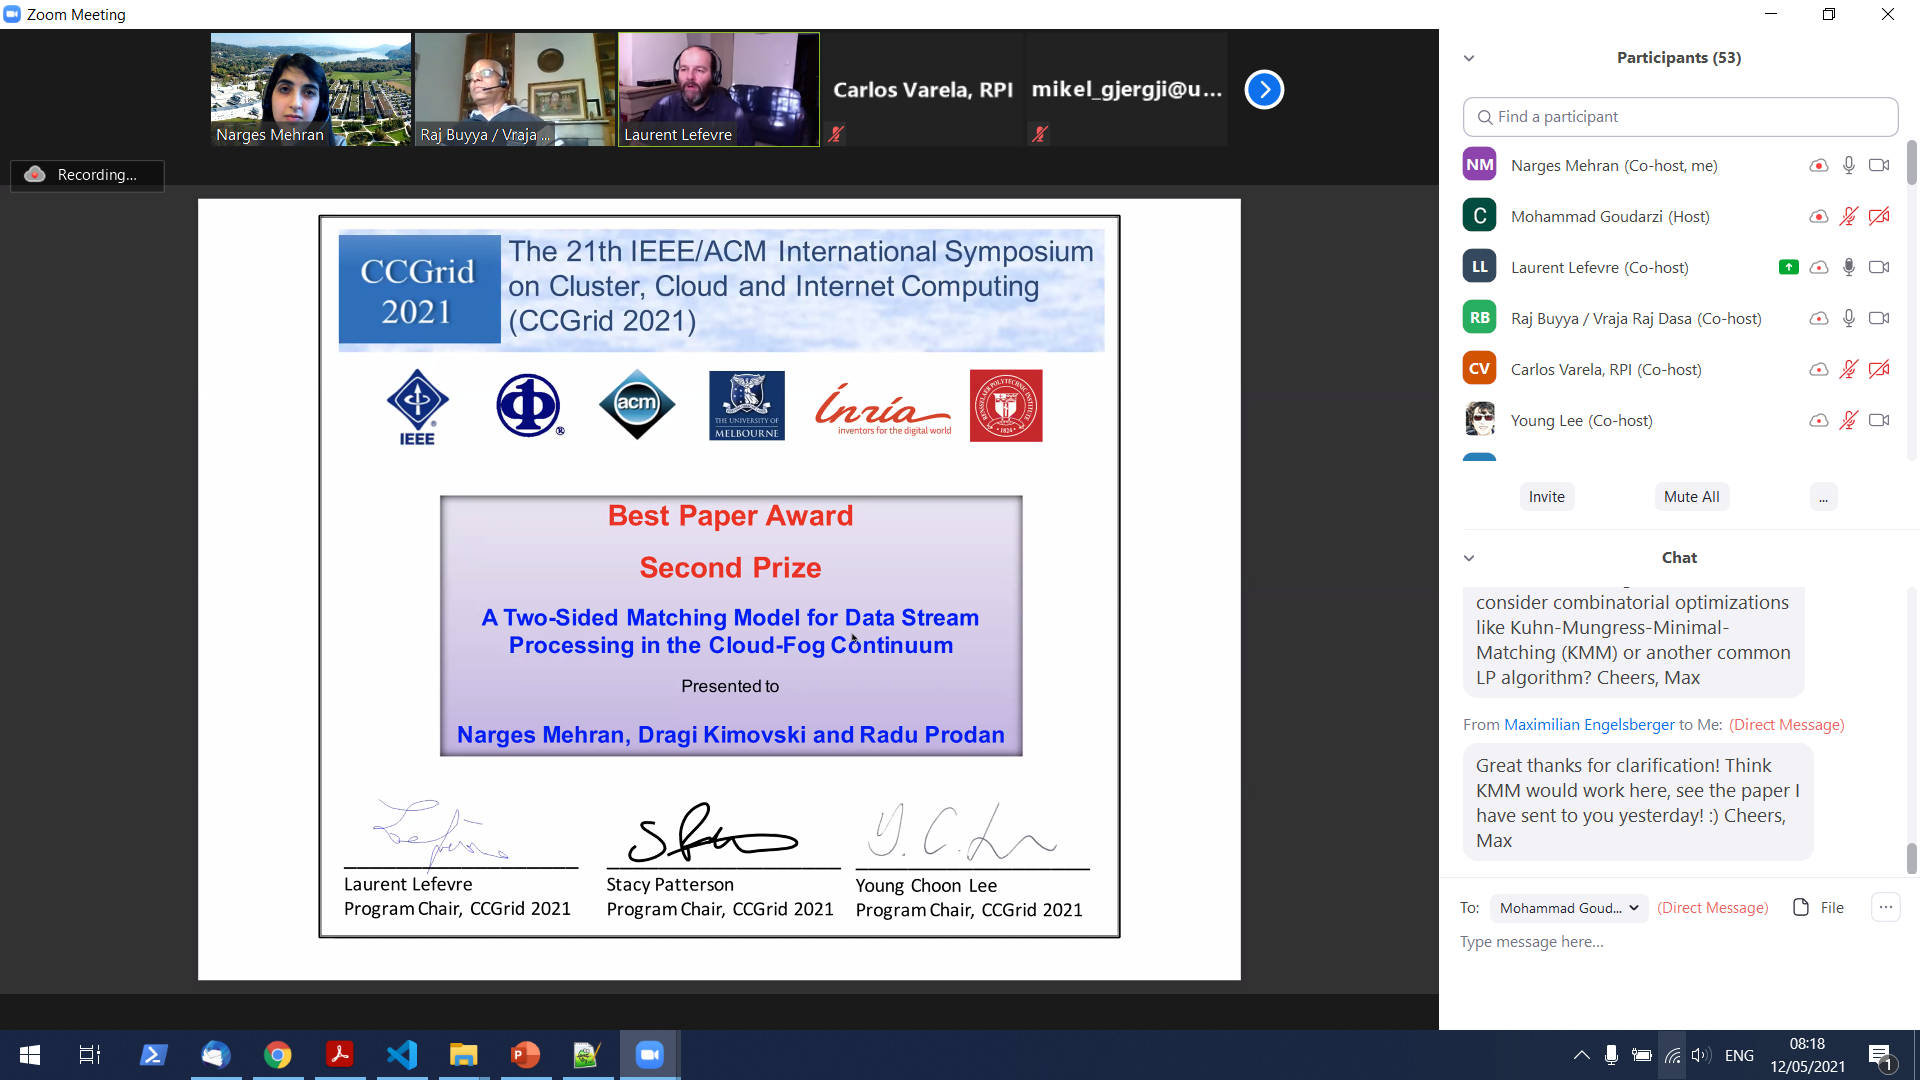 Zoom Meeting
Narges Mehran
Raj Buyya / Vraja ...
Laurent Lefevre
Carlos Varela, RPI
mikel_gjergji@u...
Recording...
CCGrid
2021
The 21th IEEE/ACM International Symposium
on Cluster, Cloud and Internet Computing
(CCGrid 2021)
IEEE
acm
THE UNIVERSITY OF
MELBOURNE
Inria
inventors for the digital world
RENSSELAER POLYTECHNIC INSTITUTE
1824
Best Paper Award
Second Prize
A Two-Sided Matching Model for Data Stream
Processing in the Cloud-Fog Continuum
Presented to
Narges Mehran, Dragi Kimovski and Radu Prodan
Laurent Lefevre
Program Chair, CCGrid 2021
Stacy Patterson
Program Chair, CCGrid 2021
Young Choon Lee
Program Chair, CCGrid 2021
Participants (53)
Find a participant
NM Narges Mehran (Co-host, me)
C Mohammad Goudarzi (Host)
LL Laurent Lefevre (Co-host)
RB Raj Buyya / Vraja Raj Dasa (Co-host)
CV Carlos Varela, RPI (Co-host)
Young Lee (Co-host)
Invite
Mute All
...
Chat
consider combinatorial optimizations
like Kuhn-Mungress-Minimal-
Matching (KMM) or another common
LP algorithm? Cheers, Max
From Maximilian Engelsberger to Me: (Direct Message)
Great thanks for clarification! Think
KMM would work here, see the paper I
have sent to you yesterday! :) Cheers,
Max
To: Mohammad Goud... (Direct Message) File
Type message here...
ENG
08:18
12/05/2021
1